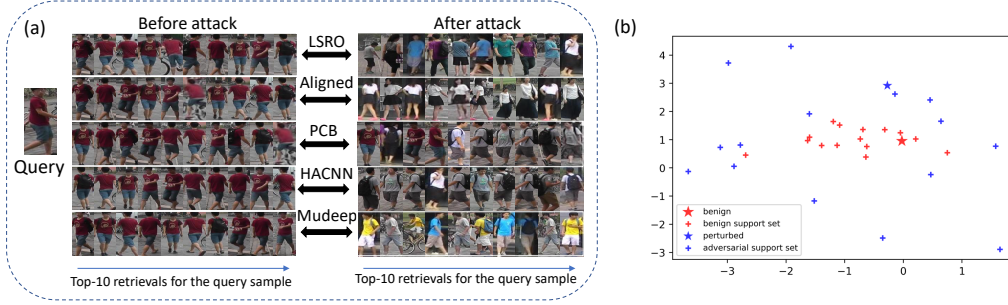 (a)
Before attack
After attack
LSRO
Aligned
PCB
HACNN
Mudeep
Query
Top-10 retrievals for the query sample
Top-10 retrievals for the query sample
(b)
4
3
2
1
0
−1
−2
−3
−3
−2
−1
0
1
benign
benign support set
perturbed
adversarial support set